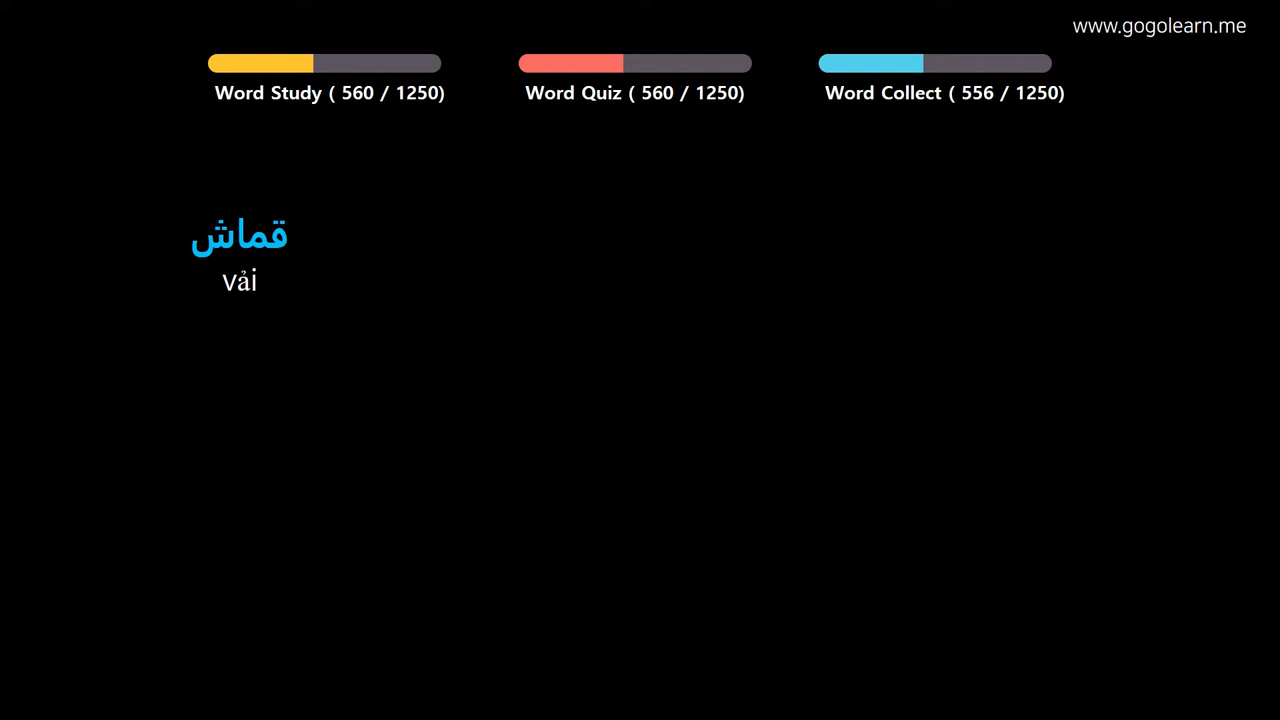 www.gogolearn.me
Word Study ( 560 / 1250)
Word Quiz ( 560 / 1250)
Word Collect ( 556 / 1250)
قماش
vải